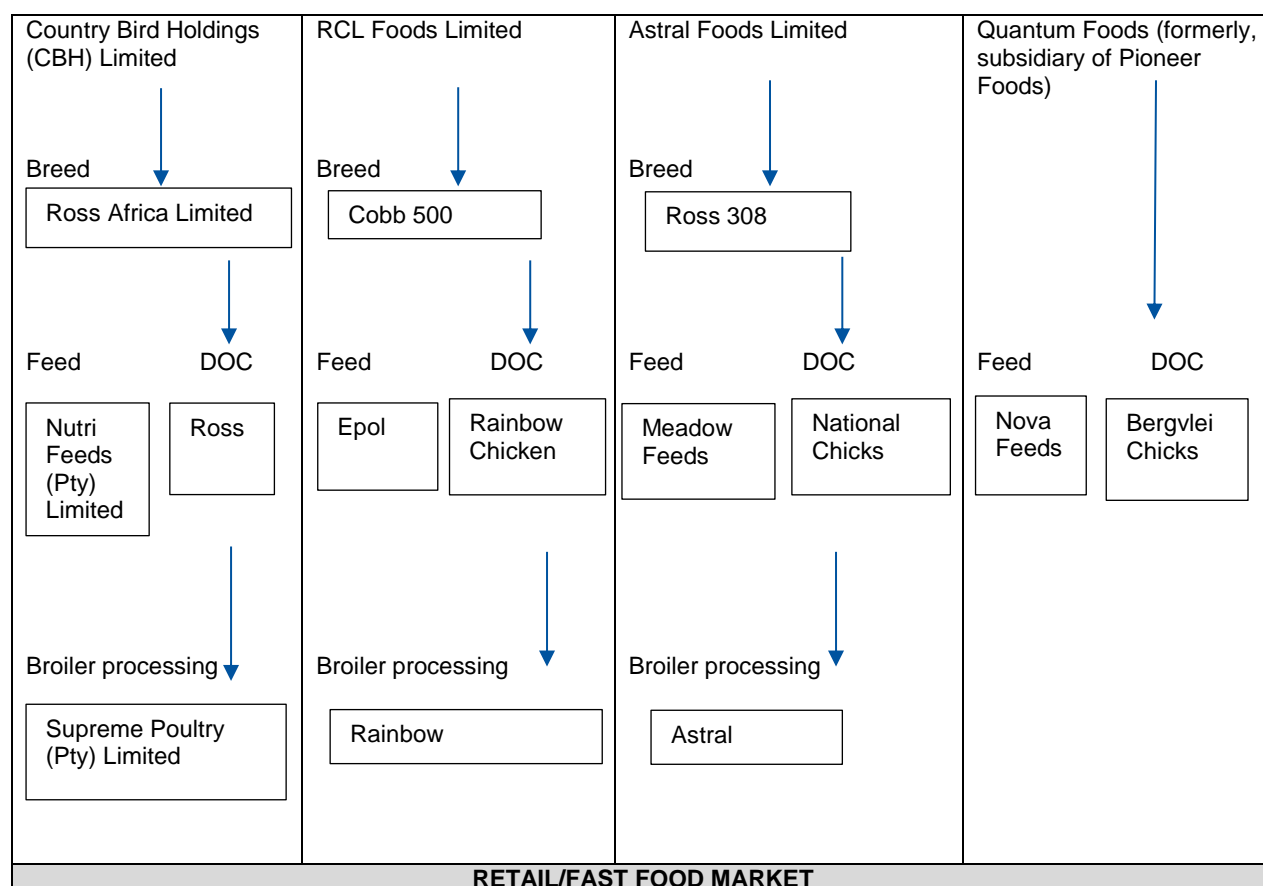 Country Bird Holdings
(CBH) Limited
Breed
Ross Africa Limited
Feed DOC
Nutri
Feeds
(Pty)
Limited
Ross
Broiler processing
Supreme Poultry
(Pty) Limited
RCL Foods Limited
Breed
Cobb 500
Feed DOC
Epol
Rainbow
Chicken
Broiler processing
Rainbow
Astral Foods Limited
Breed
Ross 308
Feed DOC
Meadow
Feeds
National
Chicks
Broiler processing
Astral
Quantum Foods (formerly,
subsidiary of Pioneer
Foods)
Feed DOC
Nova
Feeds
Bergvlei
Chicks
RETAIL/FAST FOOD MARKET